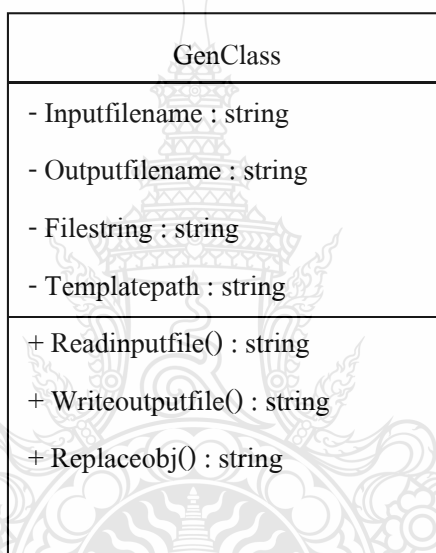 GenClass
- Inputfilename : string
- Outputfilename : string
- Filestring : string
- Templatepath : string
+ Readinputfile() : string
+ Writeoutputfile() : string
+ Replaceobj() : string